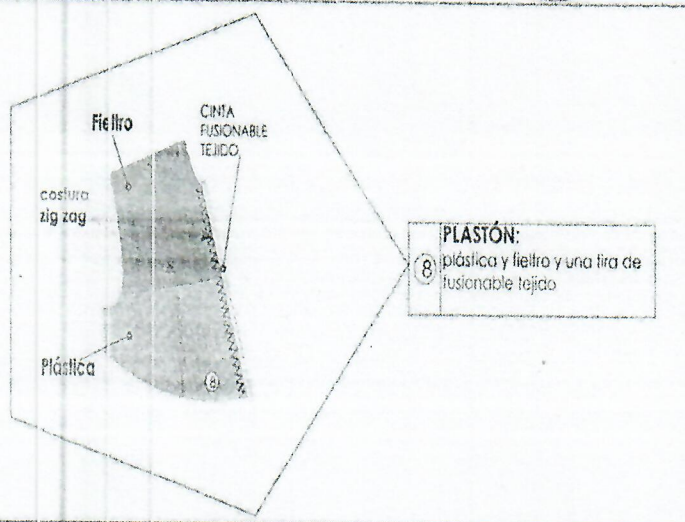 Fieltro
CINTA
FUSIONABLE
TEJIDO
costura
zig zag
Plástica
8
8
PLASTÓN:
plástica y fieltro y una tira de
fusionable tejido